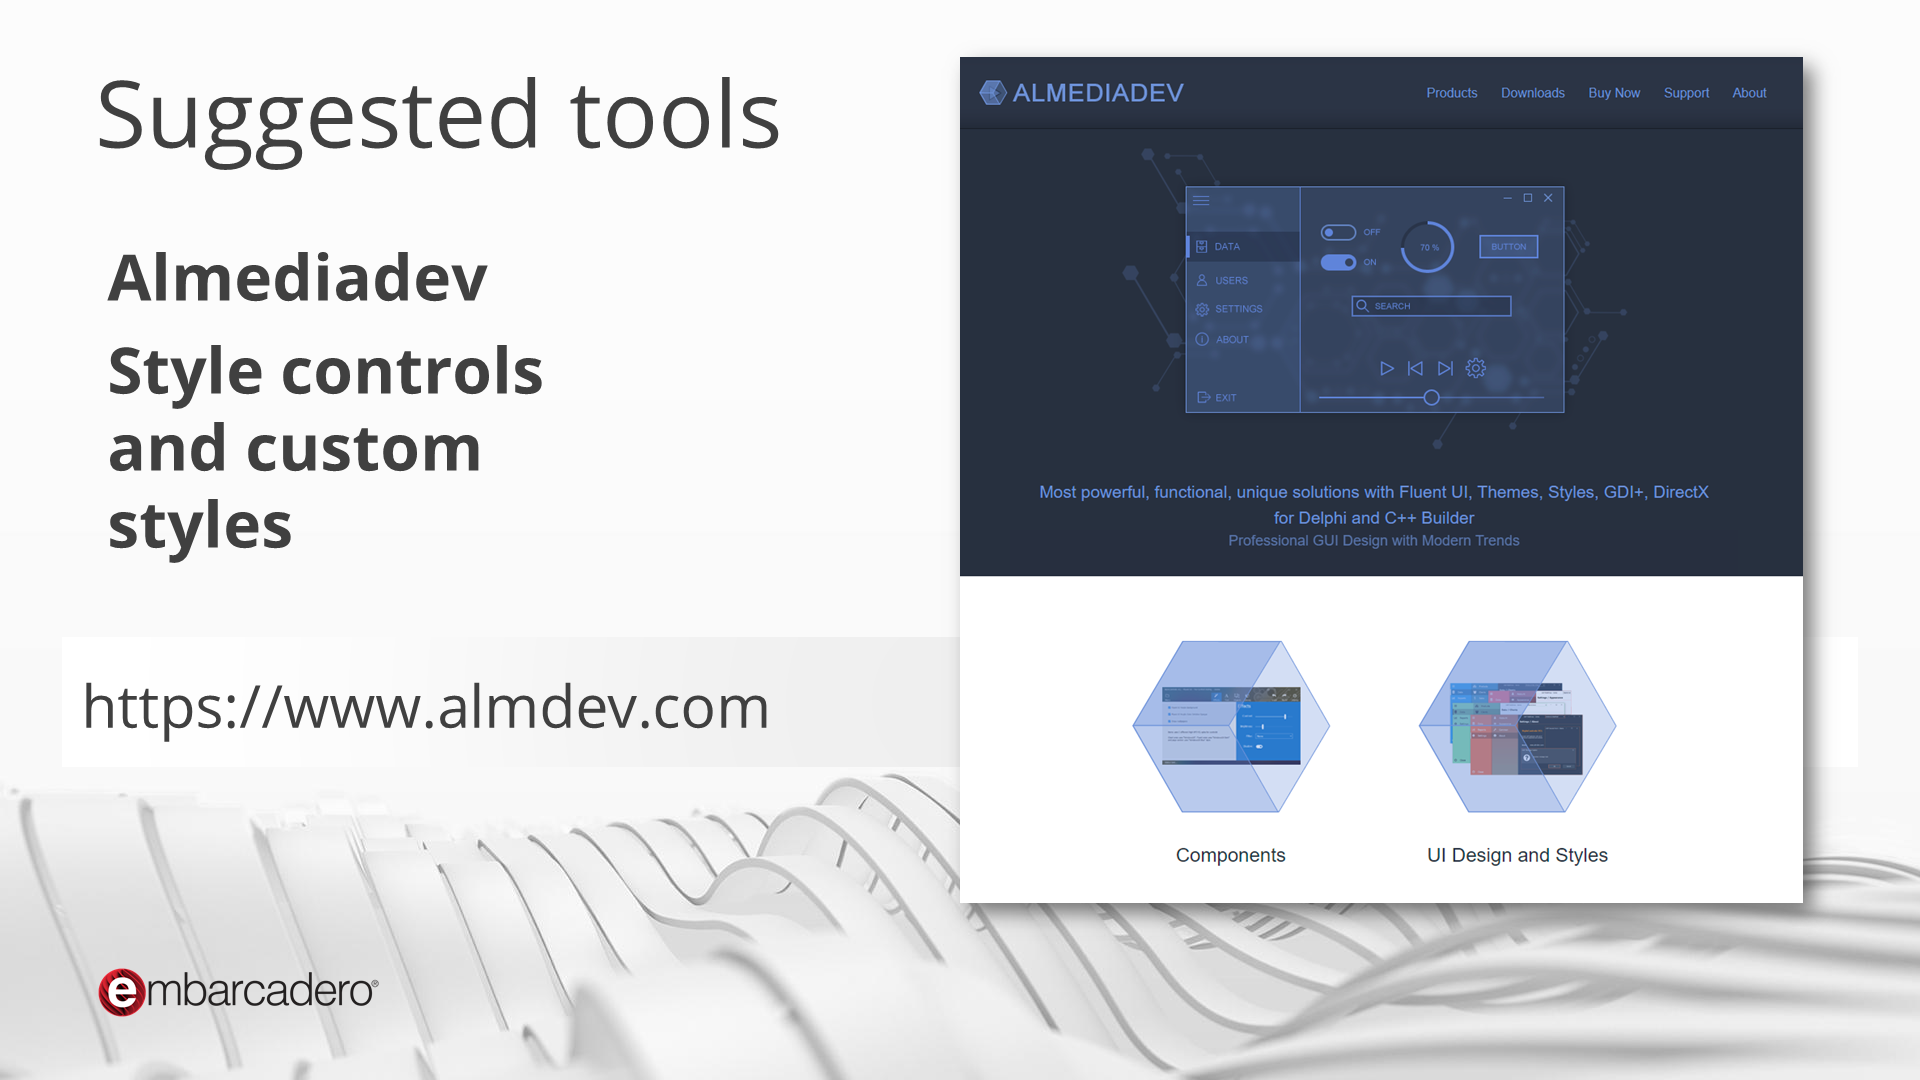 Suggested tools
Almediadev
Style controls
and custom
styles
https://www.almdev.com
embarcadero®
ALMEDIADEV
Products Downloads Buy Now Support About
DATA
USERS
SETTINGS
ABOUT
EXIT
OFF
ON
70 %
BUTTON
SEARCH
Most powerful, functional, unique solutions with Fluent UI, Themes, Styles, GDI+, DirectX
for Delphi and C++ Builder
Professional GUI Design with Modern Trends
Components
UI Design and Styles